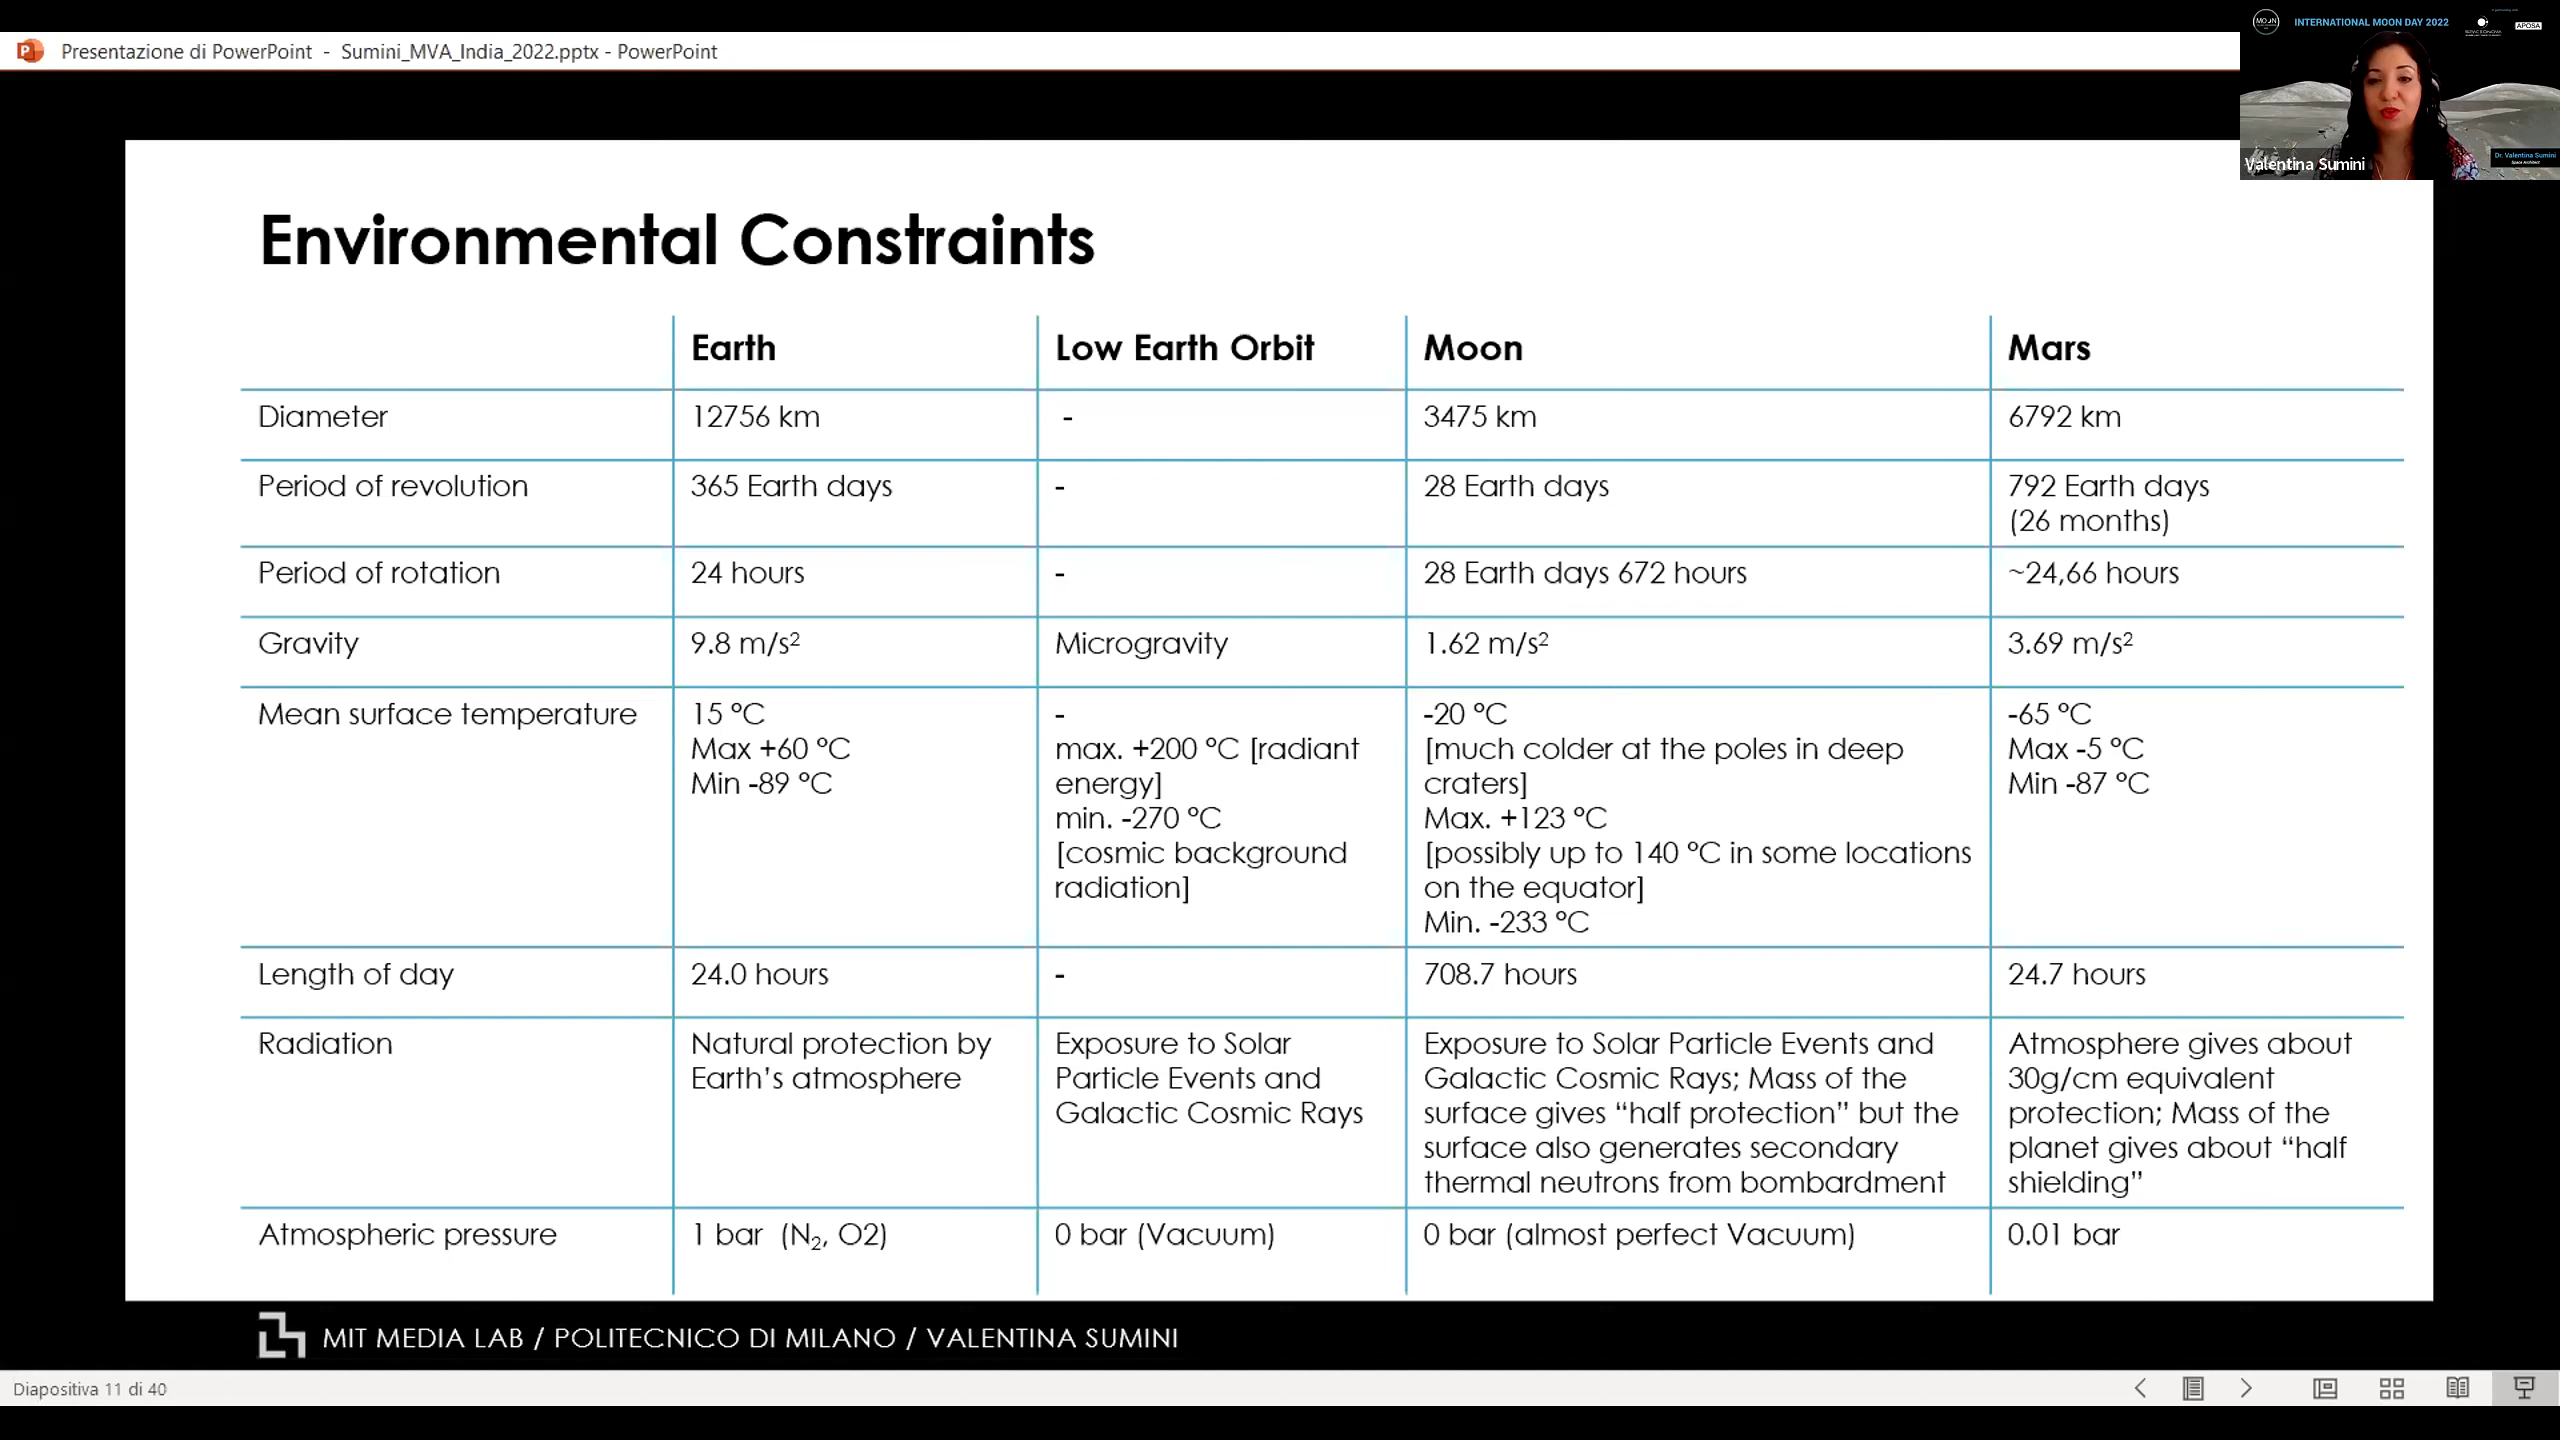 INTERNATIONAL MOON DAY 2022
APOSA
Presentazione di PowerPoint - Sumini_MVA_India_2022.pptx - PowerPoint
Valentina Sumini
Dr. Valentina Sumini
Space Architect
Environmental Constraints
Earth
Low Earth Orbit
Moon
Mars
Diameter
12756 km
-
3475 km
6792 km
Period of revolution
365 Earth days
-
28 Earth days
792 Earth days
(26 months)
Period of rotation
24 hours
-
28 Earth days 672 hours
~24,66 hours
Gravity
9.8 m/s²
Microgravity
1.62 m/s²
3.69 m/s²
Mean surface temperature
15 °C
Max +60 °C
Min -89 °C
-
max. +200 °C [radiant
energy]
min. -270 °C
[cosmic background
radiation]
-20 °C
[much colder at the poles in deep
craters]
Max. +123 °C
[possibly up to 140 °C in some locations
on the equator]
Min. -233 °C
-65 °C
Max -5 °C
Min -87 °C
Length of day
24.0 hours
-
708.7 hours
24.7 hours
Radiation
Natural protection by
Earth’s atmosphere
Exposure to Solar
Particle Events and
Galactic Cosmic Rays
Exposure to Solar Particle Events and
Galactic Cosmic Rays; Mass of the
surface gives “half protection” but the
surface also generates secondary
thermal neutrons from bombardment
Atmosphere gives about
30g/cm equivalent
protection; Mass of the
planet gives about “half
shielding”
Atmospheric pressure
1 bar (N₂, O2)
0 bar (Vacuum)
0 bar (almost perfect Vacuum)
0.01 bar
MIT MEDIA LAB / POLITECNICO DI MILANO / VALENTINA SUMINI
Diapositiva 11 di 40